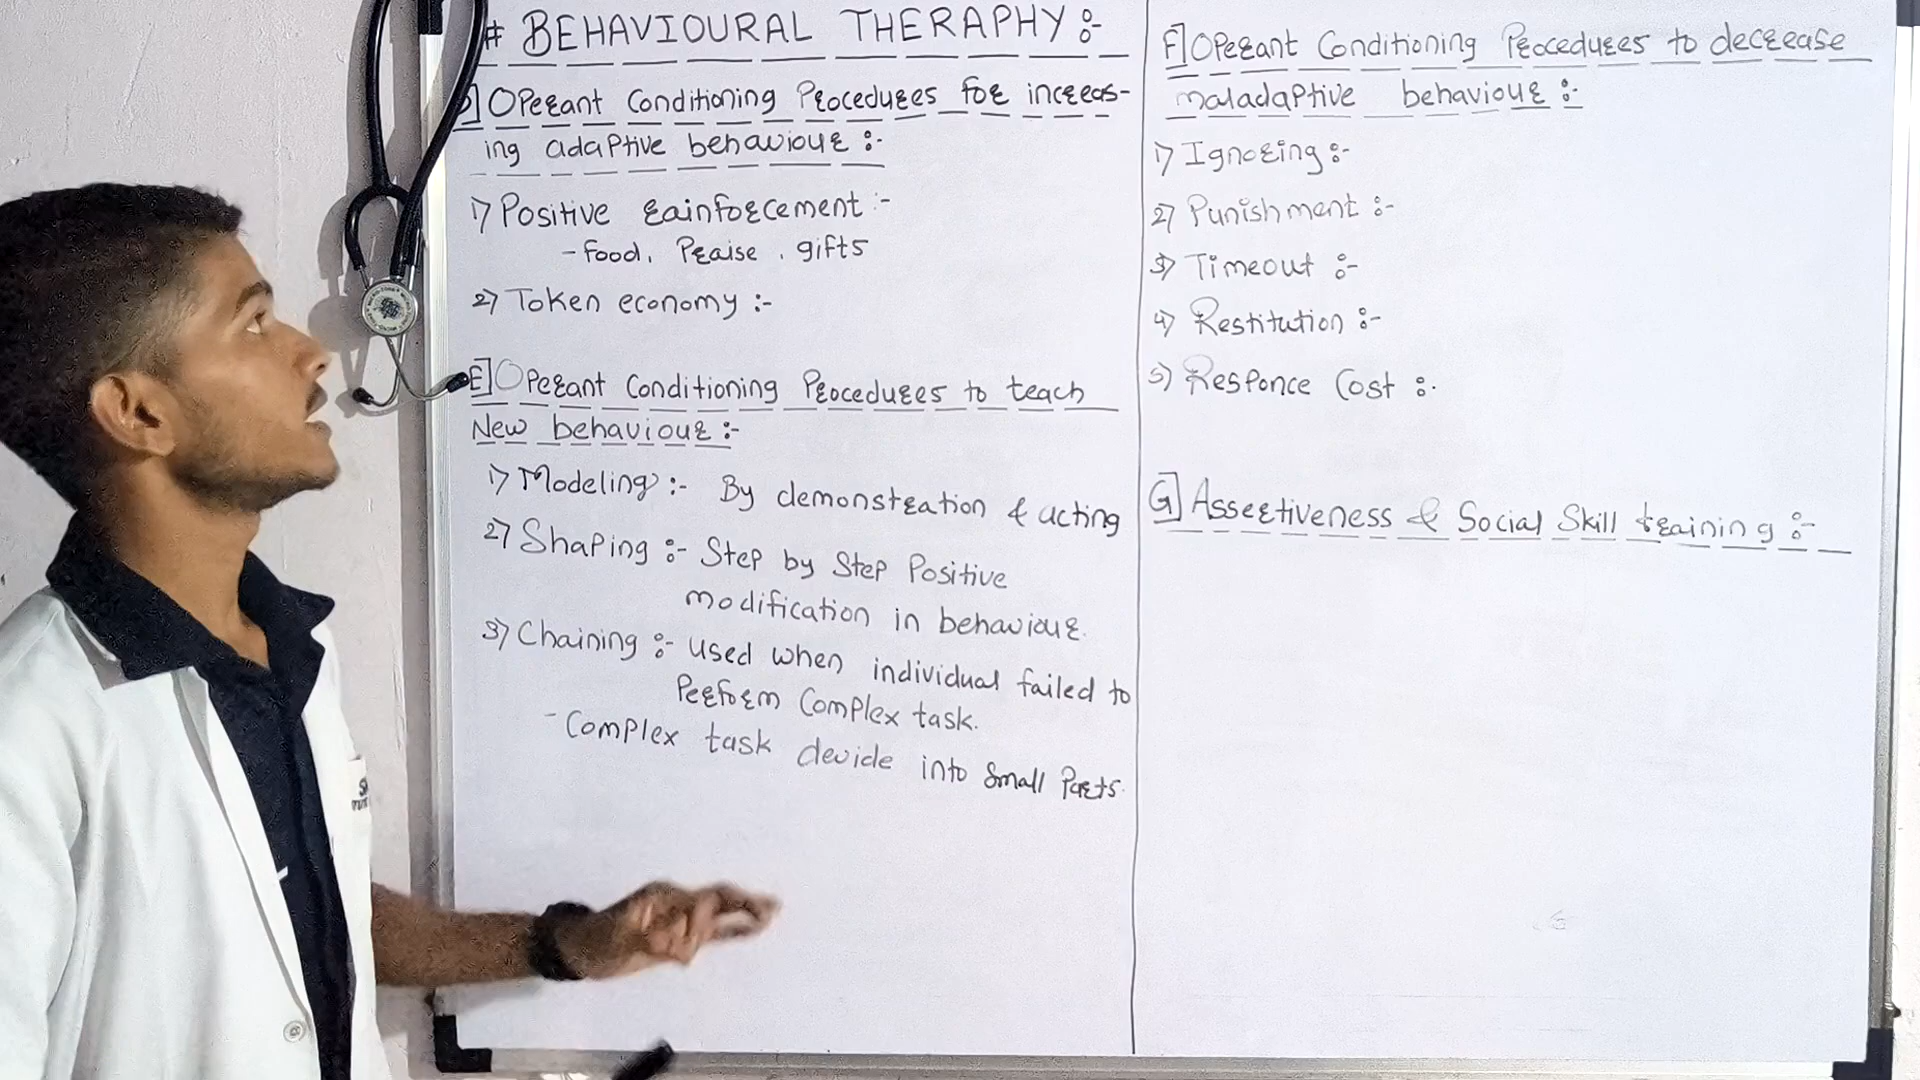 # BEHAVIOURAL THERAPHY :-
D] Operant Conditioning Procedures for increas-
ing adaptive behaviour :-
1) Positive rainforcement :-
- food, Praise, gifts
2) Token economy :-
E] Operant Conditioning Procedures to teach
New behaviour :-
1) Modeling :- By demonstration & acting
2) Shaping :- Step by Step Positive
modification in behaviour.
3) Chaining :- used when individual failed to
Perform Complex task.
- Complex task devide into Small Parts.
F] Operant Conditioning Procedures to decrease
maladaptive behaviour :-
1) Ignoring :-
2) Punishment :-
3) Timeout :-
4) Restitution :-
5) Responce Cost :-
G] Assertiveness & Social Skill training :-